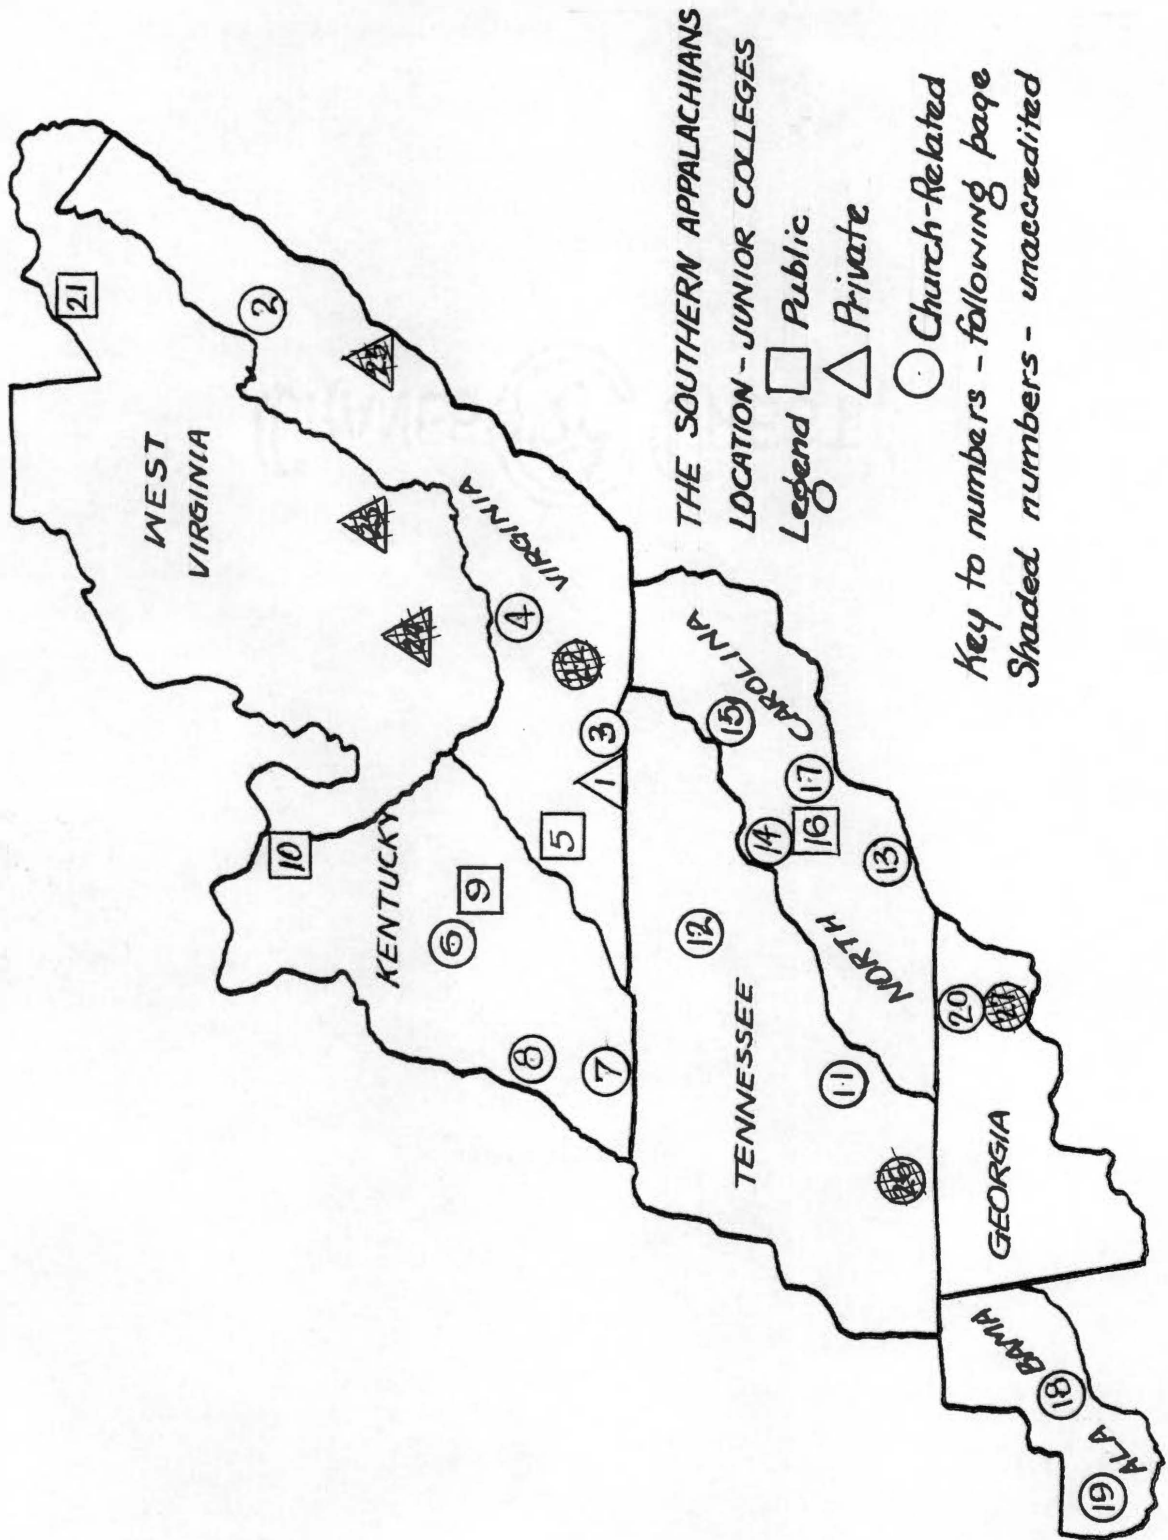 THE SOUTHERN APPALACHIANS
LOCATION - JUNIOR COLLEGES
Legend
Public
Private
Church-Related
Key to numbers - following page
Shaded numbers - unaccredited
WEST
VIRGINIA
21
2
VIRGINIA
4
3
1
5
KENTUCKY
10
9
6
8
7
TENNESSEE
12
11
NORTH
CAROLINA
15
17
14
16
13
GEORGIA
20
ALA
BAMA
18
19